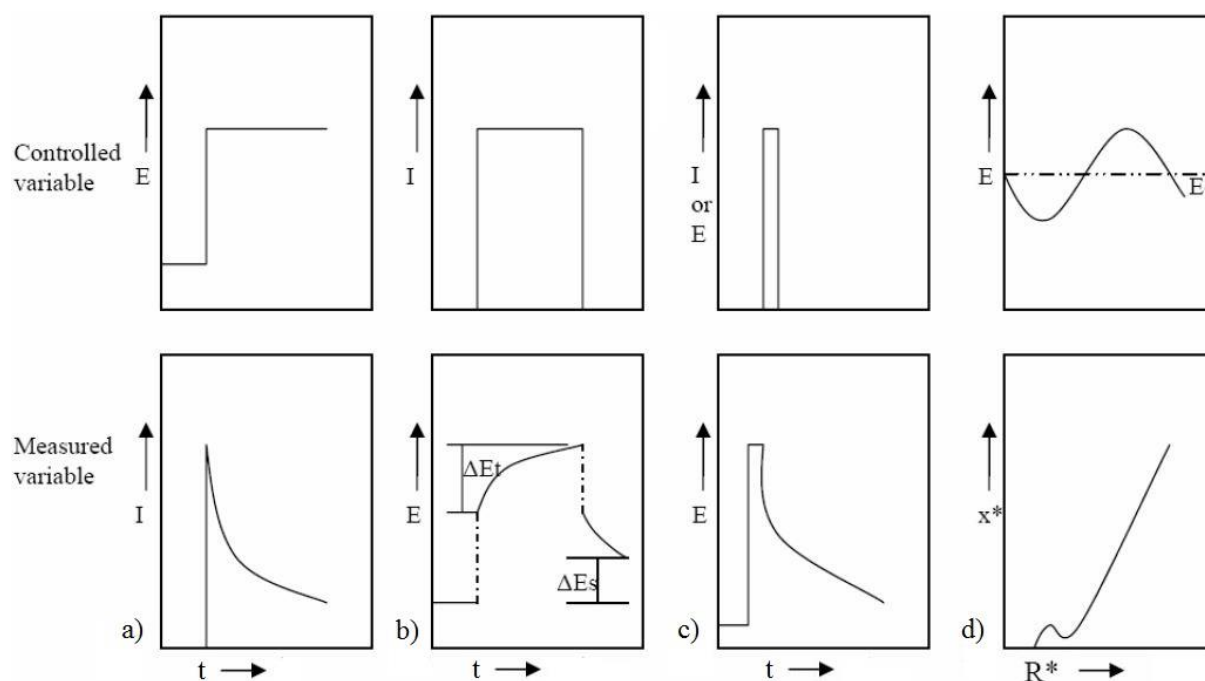 Controlled
variable
E
I
I
or
E
E
E
Measured
variable
I
ΔEt
E
ΔEs
E
x*
a)
b)
c)
d)
t
t
t
R*